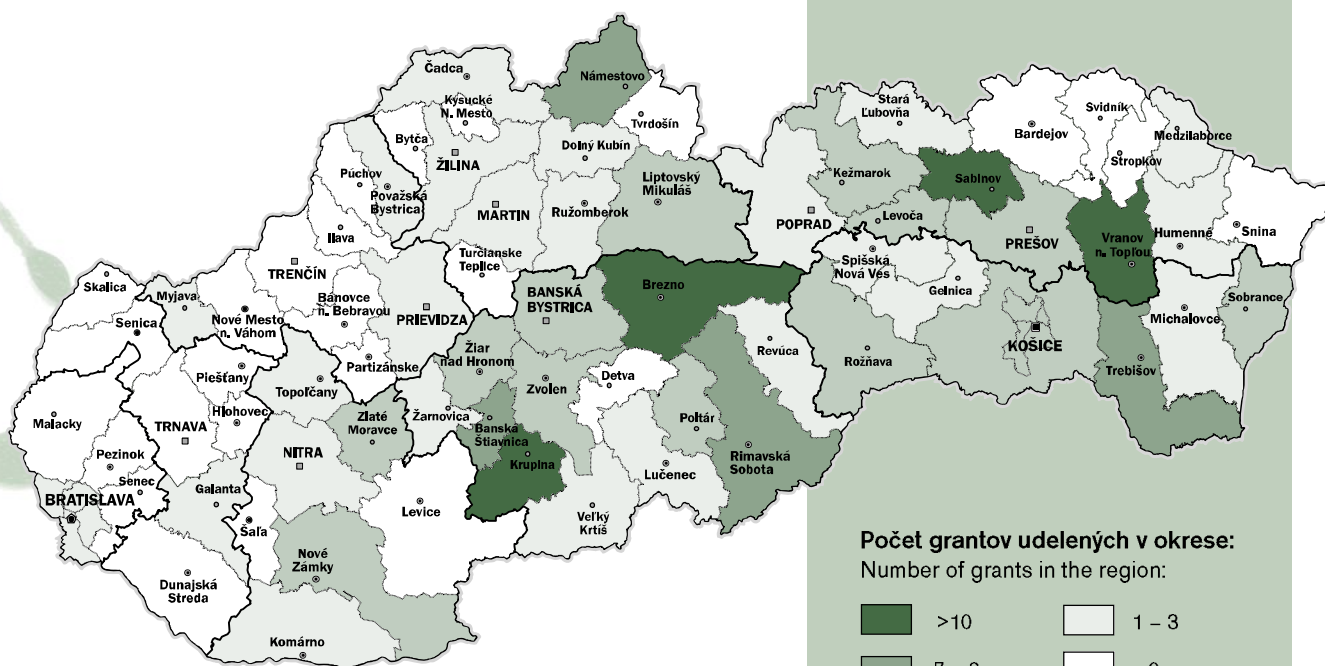 Čadca
Námestovo
Kysucké
N. Mesto
Tvrdošín
Bytča
Dolný Kubín
ŽILINA
Púchov
Považská
Bystrica
Liptovský
Mikuláš
MARTIN
Ružomberok
Ilava
Stará
Ľubovňa
Svidník
Bardejov
Medzilaborce
Stropkov
Kežmarok
Sabinov
Levoča
POPRAD
PREŠOV
Vranov
n. Topľou
Humenné
Snina
Turčianske
Teplice
TRENČÍN
Spišská
Nová Ves
Gelnica
Skalica
Myjava
Bánovce
n. Bebravou
PRIEVIDZA
BANSKÁ
BYSTRICA
Brezno
Sobrance
Senica
Nové Mesto
n. Váhom
Michalovce
KOŠICE
Revúca
Rožňava
Trebišov
Žiar
nad Hronom
Partizánske
Piešťany
Topoľčany
Zvolen
Detva
Hlohovec
Žarnovica
Malacky
TRNAVA
Zlaté
Moravce
Banská
Štiavnica
Poltár
Pezinok
NITRA
Krupina
Rimavská
Sobota
Lučenec
Senec
Galanta
BRATISLAVA
Levice
Veľký
Krtíš
Šaľa
Nové
Zámky
Dunajská
Streda
Komárno
Počet grantov udelených v okrese:
Number of grants in the region:
>10
1 – 3